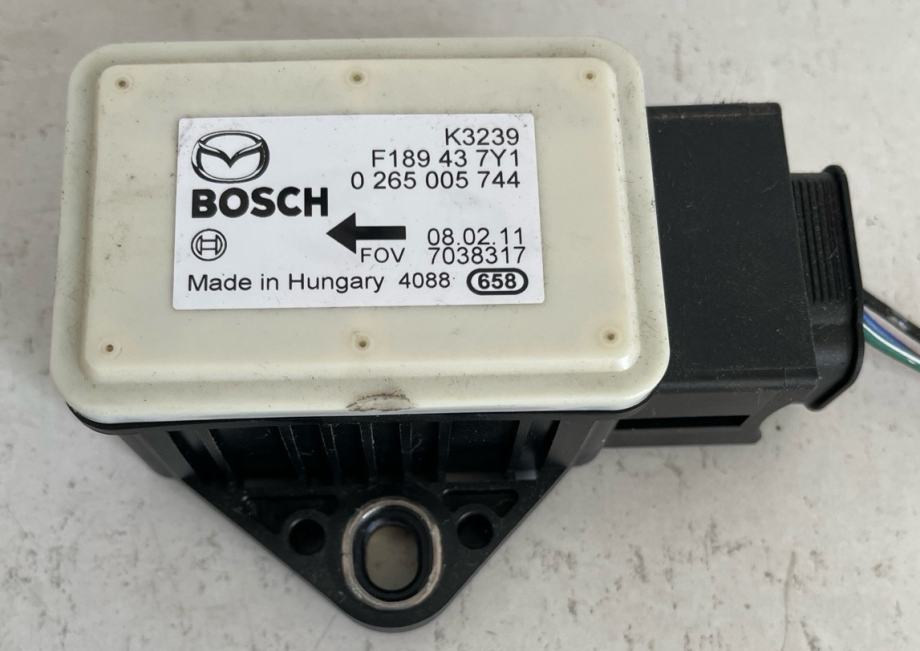 K3239
F189 43 7Y1
BOSCH 0 265 005 744
08.02.11
FOV 7038317
Made in Hungary 4088 658